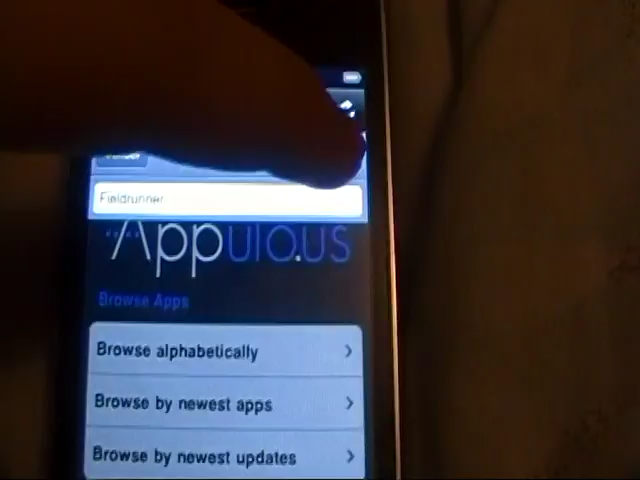 Fieldrunner
Appulo.us
Browse Apps
Browse alphabetically
Browse by newest apps
Browse by newest updates